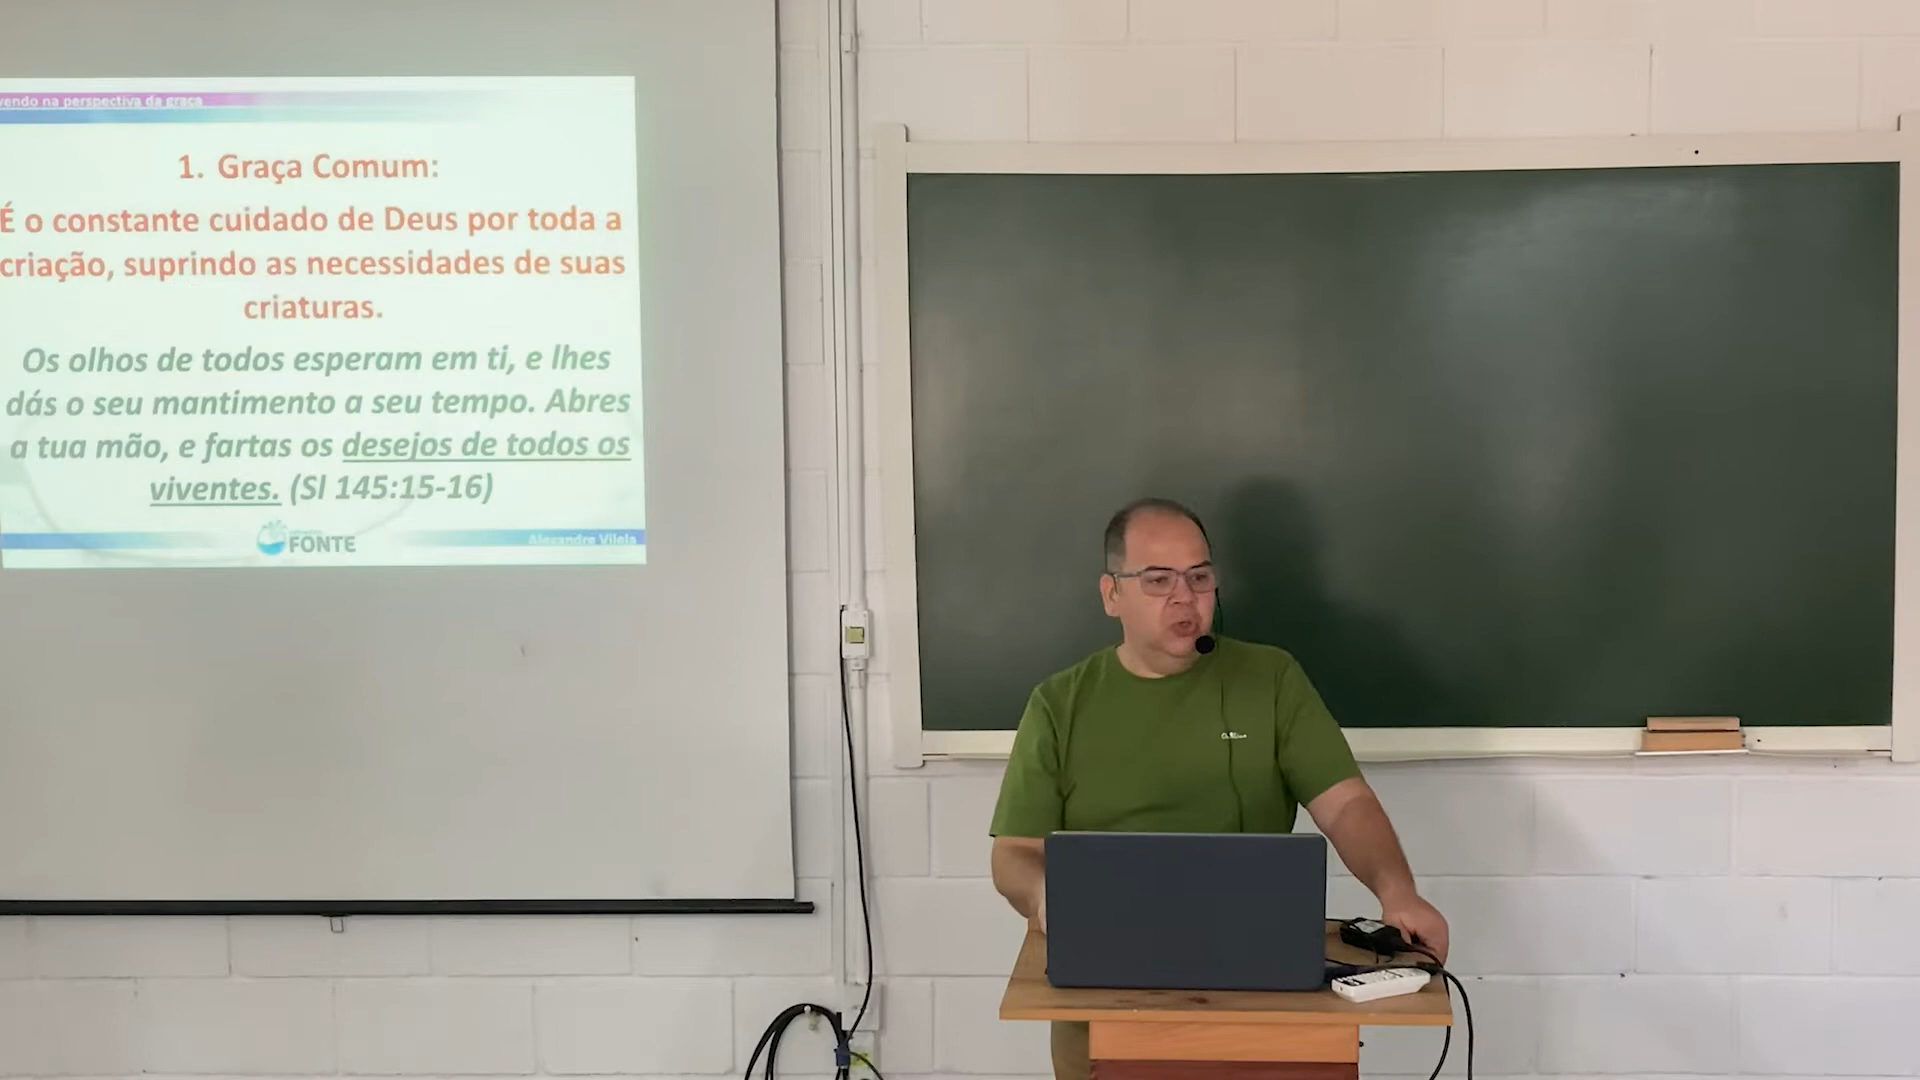 vendo na perspectiva da graça
1. Graça Comum:
É o constante cuidado de Deus por toda a
criação, suprindo as necessidades de suas
criaturas.
Os olhos de todos esperam em ti, e lhes
dás o seu mantimento a seu tempo. Abres
a tua mão, e fartas os desejos de todos os
viventes. (Sl 145:15-16)
FONTE
Alexandre Vilela